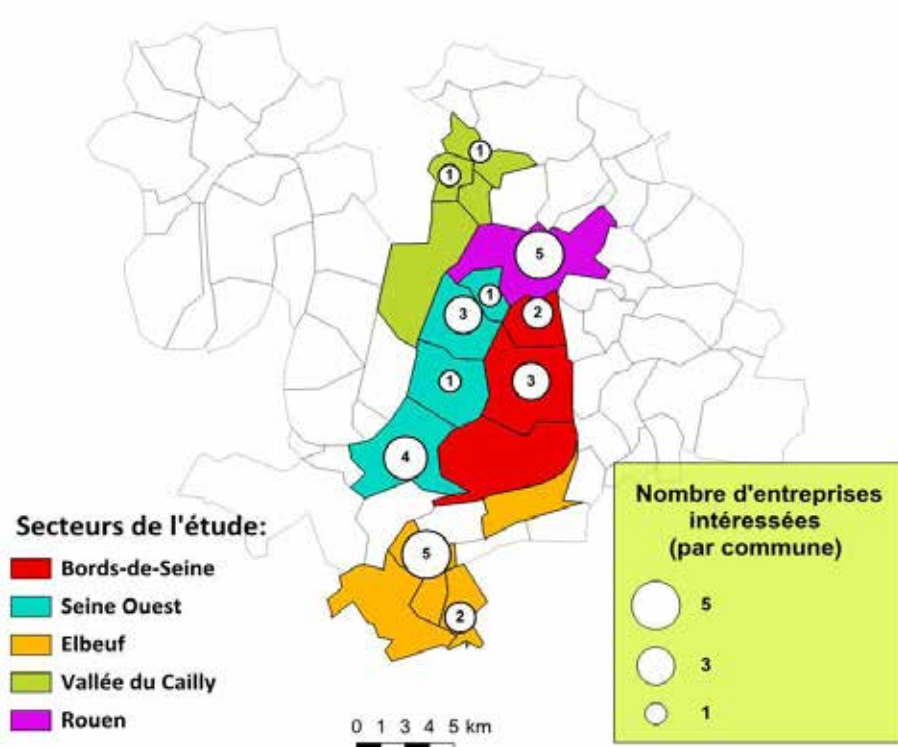 1
1
5
1
3
2
1
3
4
5
2
Secteurs de l'étude:
Bords-de-Seine
Seine Ouest
Elbeuf
Vallée du Cailly
Rouen
0 1 2 3 4 5 km
Nombre d'entreprises
intéressées
(par commune)
5
3
1